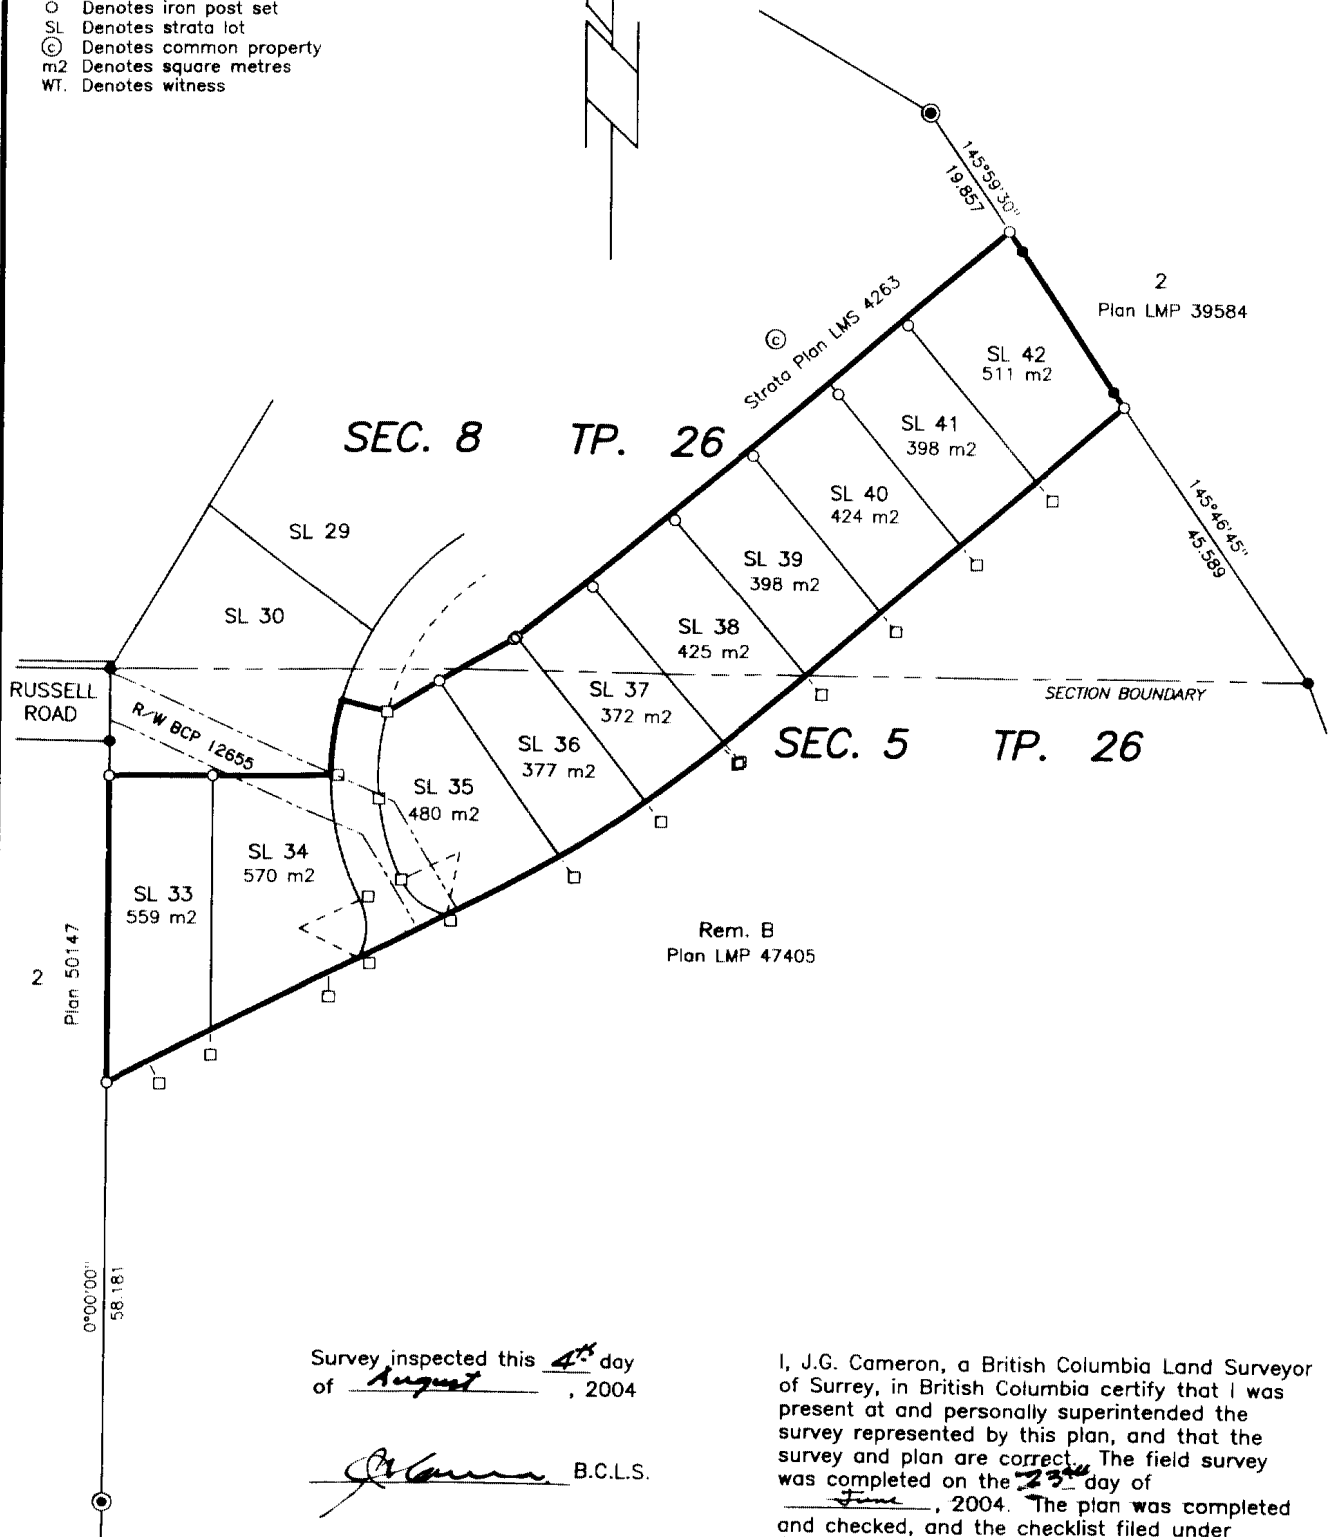 O Denotes iron post set
SL Denotes strata lot
© Denotes common property
m2 Denotes square metres
WT. Denotes witness
145°59'30"
19.857
2
Plan LMP 39584
©
Strata Plan LMS 4263
SL 42
511 m2
SL 41
398 m2
SEC. 8 TP. 26
SL 40
424 m2
145°46'45"
45.589
SL 29
SL 39
398 m2
SL 30
SL 38
425 m2
RUSSELL
ROAD
SECTION BOUNDARY
SL 37
372 m2
R/W BCP 12655
SEC. 5 TP. 26
SL 36
377 m2
SL 35
480 m2
SL 34
570 m2
SL 33
559 m2
Rem. B
Plan LMP 47405
2
Plan 50147
0°00'00"
58.181
Survey inspected this 4th day
of August , 2004
B.C.L.S.
I, J.G. Cameron, a British Columbia Land Surveyor
of Surrey, in British Columbia certify that I was
present at and personally superintended the
survey represented by this plan, and that the
survey and plan are correct. The field survey
was completed on the 23rd day of
June , 2004. The plan was completed
and checked, and the checklist filed under